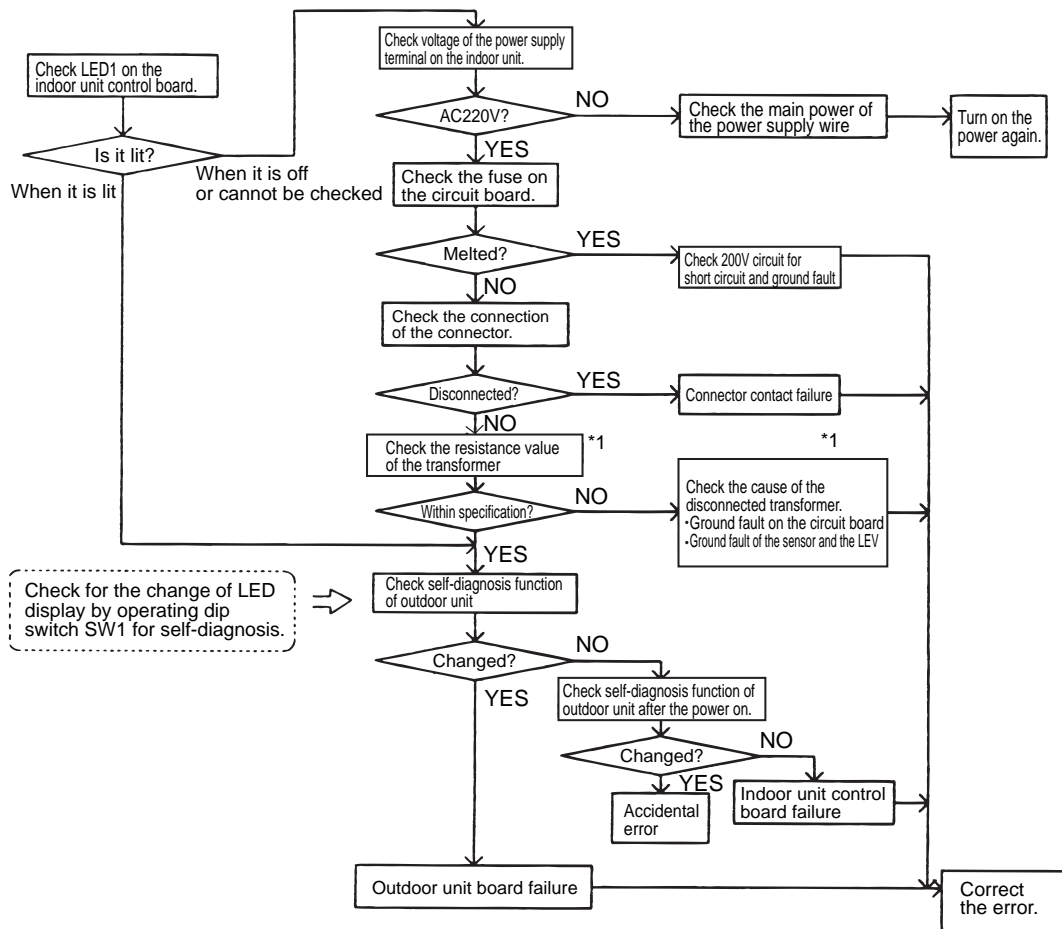 Check LED1 on the
indoor unit control board.
Is it lit?
When it is lit
When it is off
or cannot be checked
Check voltage of the power supply
terminal on the indoor unit.
AC220V?
NO
Check the main power of
the power supply wire
Turn on the
power again.
YES
Check the fuse on
the circuit board.
Melted?
YES
Check 200V circuit for
short circuit and ground fault
NO
Check the connection
of the connector.
Disconnected?
YES
Connector contact failure
NO
Check the resistance value
of the transformer
*1
*1
Within specification?
NO
Check the cause of the
disconnected transformer.
•Ground fault on the circuit board
•Ground fault of the sensor and the LEV
YES
Check for the change of LED
display by operating dip
switch SW1 for self-diagnosis.
Check self-diagnosis function
of outdoor unit
Changed?
NO
YES
Check self-diagnosis function of
outdoor unit after the power on.
Changed?
NO
YES
Accidental
error
Indoor unit control
board failure
Outdoor unit board failure
Correct
the error.